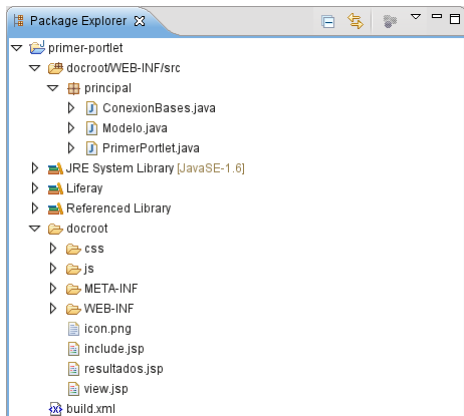 Package Explorer
primer-portlet
docroot/WEB-INF/src
principal
ConexionBases.java
Modelo.java
PrimerPortlet.java
JRE System Library [JavaSE-1.6]
Liferay
Referenced Library
docroot
css
js
META-INF
WEB-INF
icon.png
include.jsp
resultados.jsp
view.jsp
build.xml